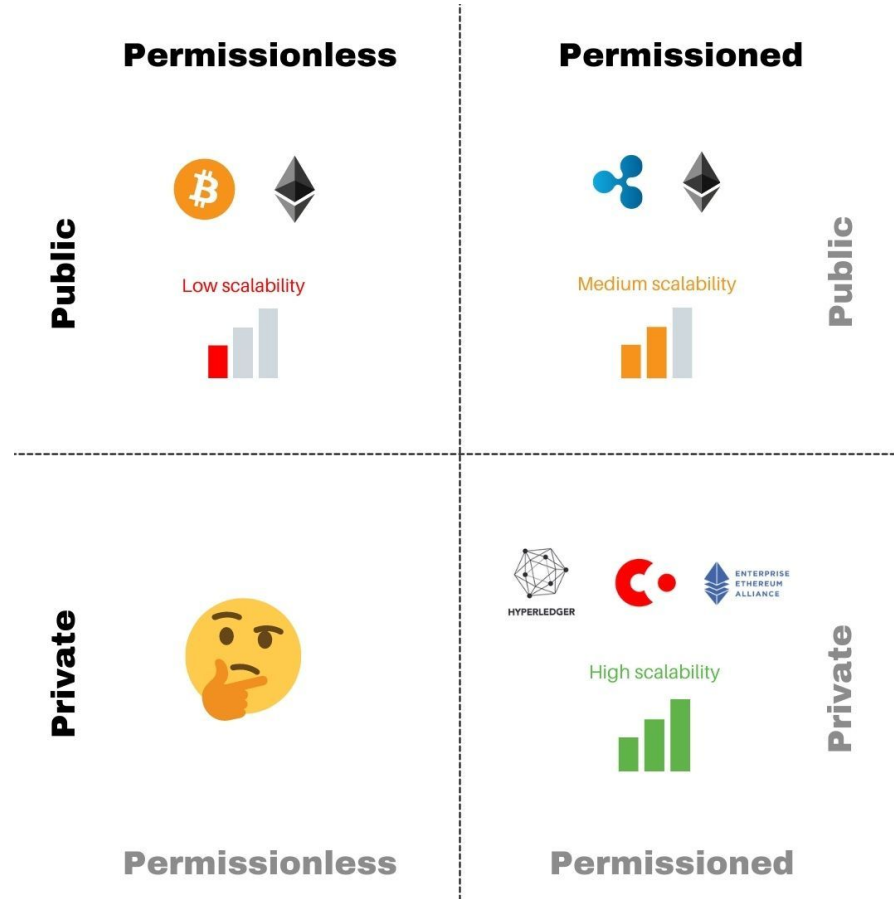 Permissionless
Permissioned
Public
Low scalability
Medium scalability
Public
Private
HYPERLEDGER
ENTERPRISE
ETHEREUM
ALLIANCE
High scalability
Private
Permissionless
Permissioned